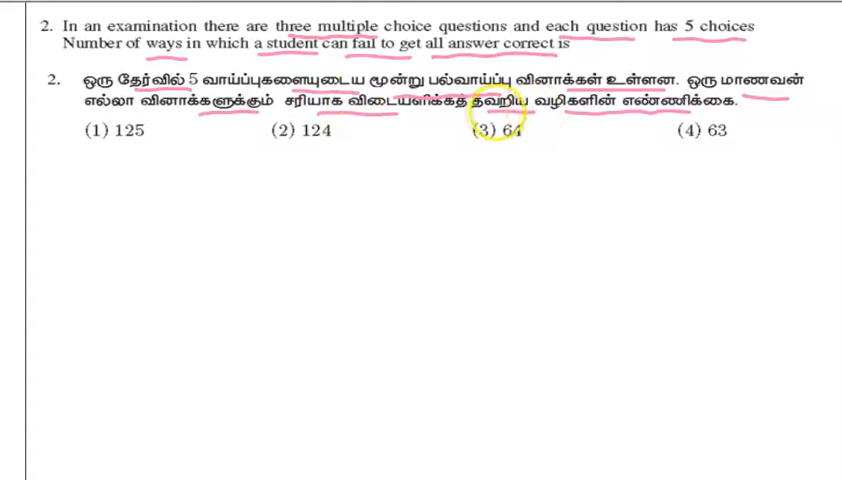 2. In an examination there are three multiple choice questions and each question has 5 choices
Number of ways in which a student can fail to get all answer correct is
2. ஒரு தேர்வில் 5 வாய்ப்புகளையுடைய மூன்று பல்வாய்ப்பு வினாக்கள் உள்ளன. ஒரு மாணவன்
எல்லா வினாக்களுக்கும் சரியாக விடையளிக்கத் தவறிய வழிகளின் எண்ணிக்கை.
(1) 125 (2) 124 (3) 64 (4) 63